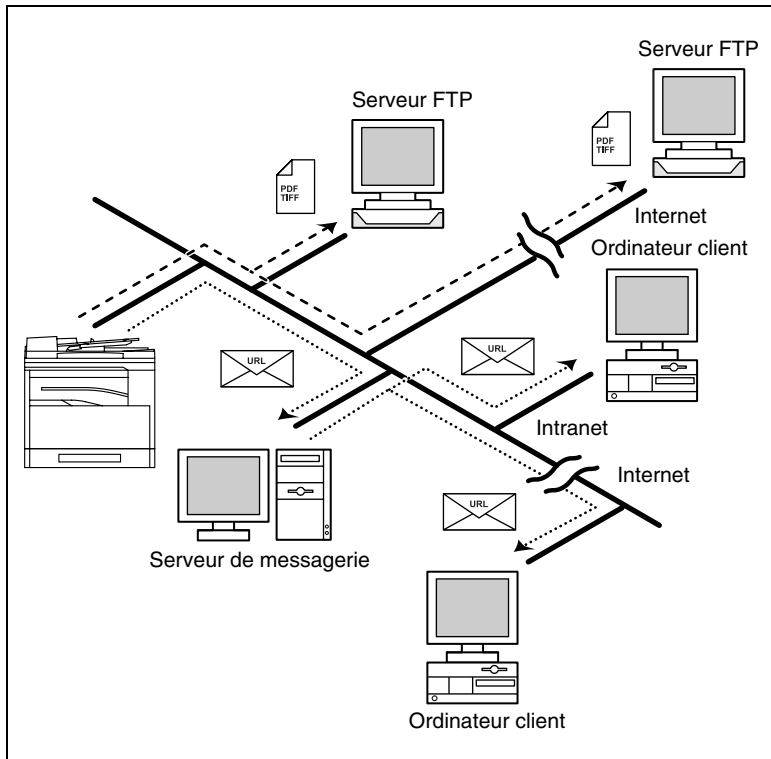 Serveur FTP
Serveur FTP
PDF
TIFF
PDF
TIFF
Internet
Ordinateur client
URL
URL
Intranet
Internet
URL
Serveur de messagerie
Ordinateur client